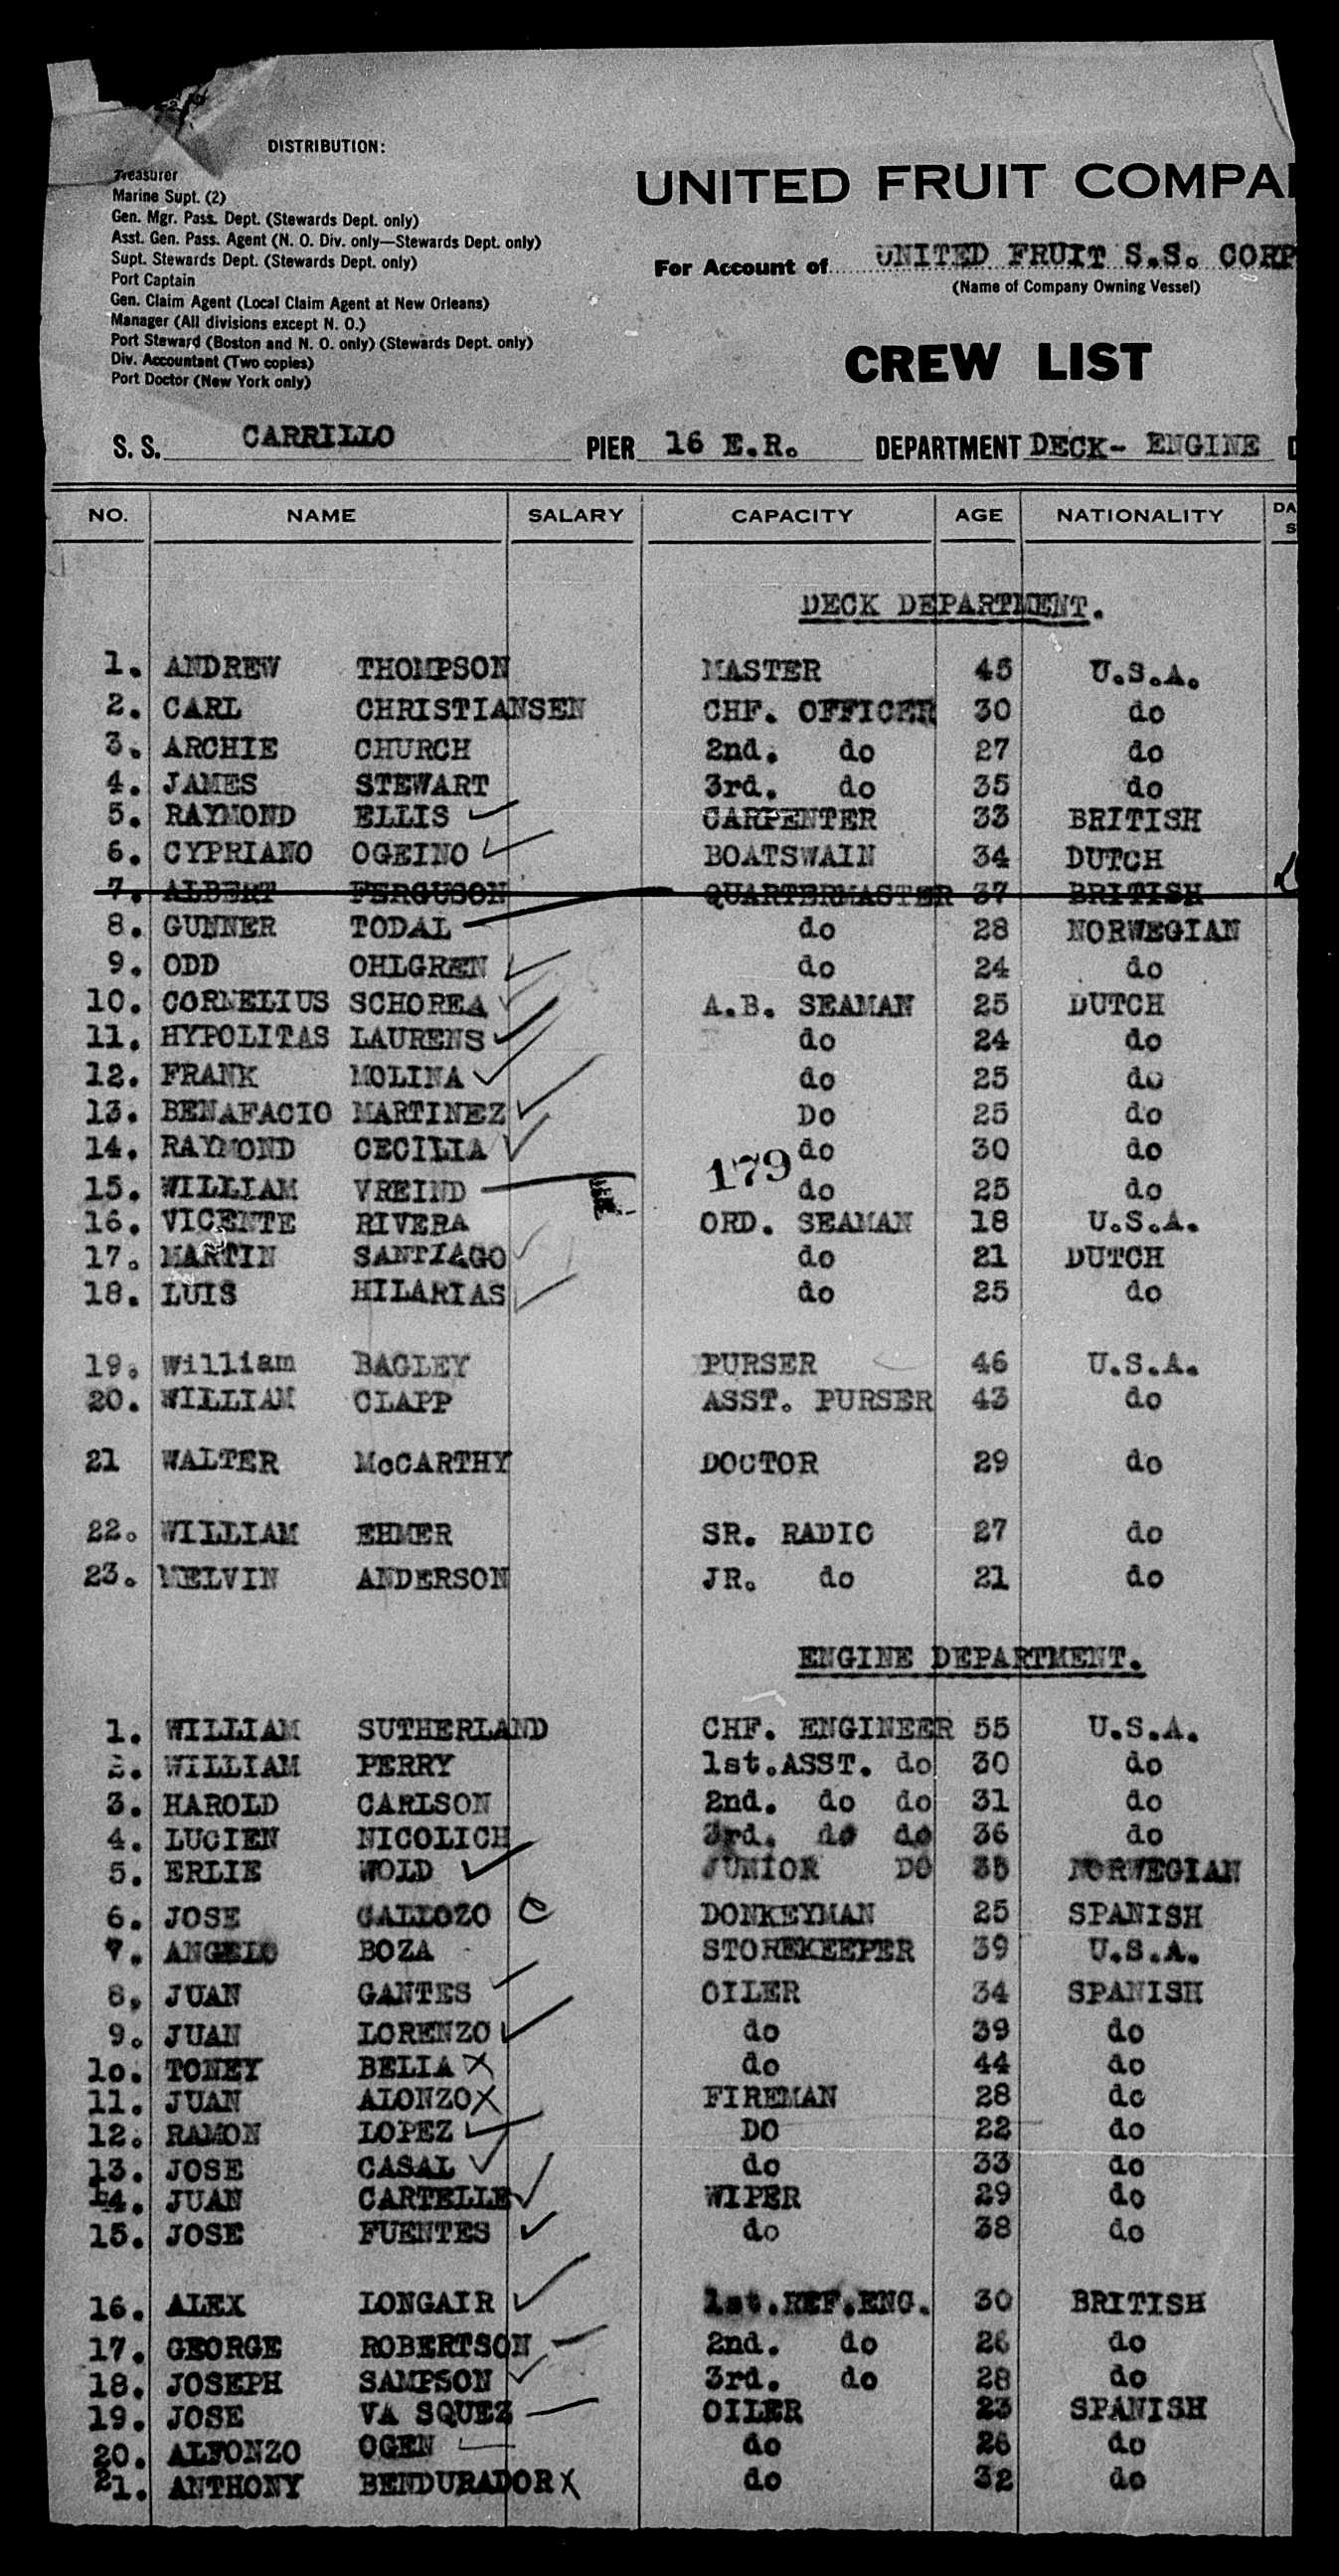 DISTRIBUTION:
Treasurer
Marine Supt. (2)
Gen. Mgr. Pass. Dept. (Stewards Dept. only)
Asst. Gen. Pass. Agent (N. O. Div. only—Stewards Dept. only)
Supt. Stewards Dept. (Stewards Dept. only)
Port Captain
Gen. Claim Agent (Local Claim Agent at New Orleans)
Manager (All divisions except N. O.)
Port Steward (Boston and N. O. only) (Stewards Dept. only)
Div. Accountant (Two copies)
Port Doctor (New York only)
UNITED FRUIT COMPA
For Account of UNITED FRUIT S.S. CORP
(Name of Company Owning Vessel)
CREW LIST
S. S. CARRILLO PIER 16 E.R. DEPARTMENT DECK- ENGINE
NO. NAME SALARY CAPACITY AGE NATIONALITY DA
S
DECK DEPARTMENT.
1. ANDREW THOMPSON MASTER 45 U.S.A.
2. CARL CHRISTIANSEN CHF. OFFICER 30 do
3. ARCHIE CHURCH 2nd. do 27 do
4. JAMES STEWART 3rd. do 35 do
5. RAYMOND ELLIS CARPENTER 33 BRITISH
6. CYPRIANO OGEINO BOATSWAIN 34 DUTCH
7. ALBERT FERGUSON QUARTERMASTER 37 BRITISH
8. GUNNER TODAL do 28 NORWEGIAN
9. ODD OHLGREN do 24 do
10. CORNELIUS SCHOREA A.B. SEAMAN 25 DUTCH
11. HYPOLITAS LAURENS do 24 do
12. FRANK MOLINA do 25 do
13. BENAFACIO MARTINEZ Do 25 do
14. RAYMOND CECILIA do 30 do
179
15. WILLIAM VREIND do 25 do
16. VICENTE RIVERA ORD. SEAMAN 18 U.S.A.
17. MARTIN SANTIAGO do 21 DUTCH
18. LUIS HILARIAS do 25 do
19. William BAGLEY PURSER 46 U.S.A.
20. WILLIAM CLAPP ASST. PURSER 43 do
21 WALTER McCARTHY DOCTOR 29 do
22. WILLIAM EHMER SR. RADIO 27 do
23. MELVIN ANDERSON JR. do 21 do
ENGINE DEPARTMENT.
1. WILLIAM SUTHERLAND CHF. ENGINEER 55 U.S.A.
2. WILLIAM PERRY 1st.ASST. do 30 do
3. HAROLD CARLSON 2nd. do do 31 do
4. LUCIEN NICOLICH 3rd. do do 36 do
5. ERLIE WOLD JUNIOR DO 35 NORWEGIAN
6. JOSE GALLOZO DONKEYMAN 25 SPANISH
7. ANGELO BOZA STOREKEEPER 39 U.S.A.
8. JUAN GANTES OILER 34 SPANISH
9. JUAN LORENZO do 39 do
10. TONEY BELIA X do 44 do
11. JUAN ALONZO X FIREMAN 28 do
12. RAMON LOPEZ DO 22 do
13. JOSE CASAL do 33 do
14. JUAN CARTELLE WIPER 29 do
15. JOSE FUENTES do 38 do
16. ALEX LONGAIR 1st.REF.ENG. 30 BRITISH
17. GEORGE ROBERTSON 2nd. do 26 do
18. JOSEPH SAMPSON 3rd. do 28 do
19. JOSE VA SQUEZ OILER 23 SPANISH
20. ALFONZO OGEN do 26 do
21. ANTHONY BENDURADOR X do 32 do